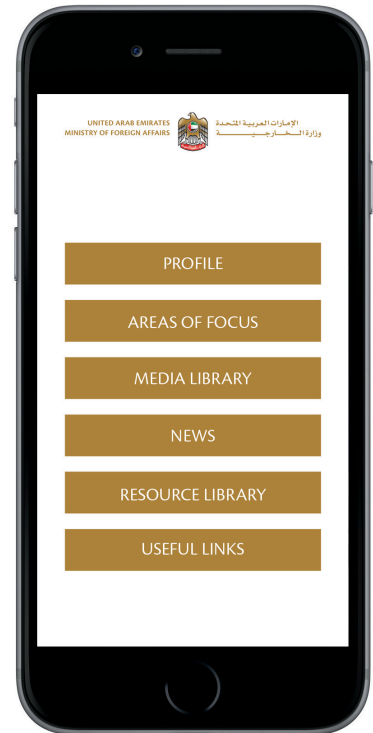 UNITED ARAB EMIRATES
MINISTRY OF FOREIGN AFFAIRS
الإمارات العربية المتحدة
وزارة الـــخـــارجـــيـــــــــة
PROFILE
AREAS OF FOCUS
MEDIA LIBRARY
NEWS
RESOURCE LIBRARY
USEFUL LINKS